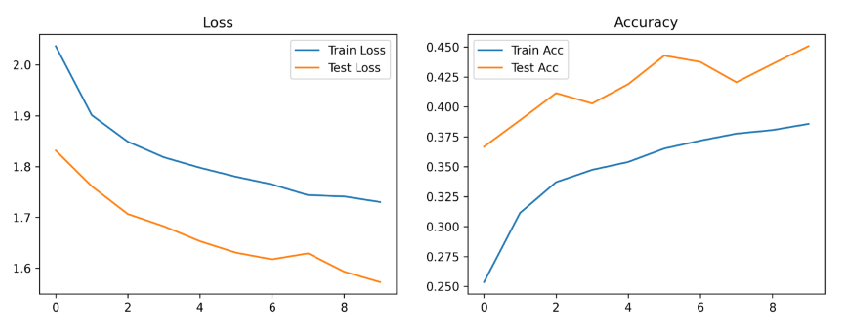 Loss
Train Loss
Test Loss
2.0
1.9
1.8
1.7
1.6
0 2 4 6 8
Accuracy
Train Acc
Test Acc
0.450
0.425
0.400
0.375
0.350
0.325
0.300
0.275
0.250
0 2 4 6 8